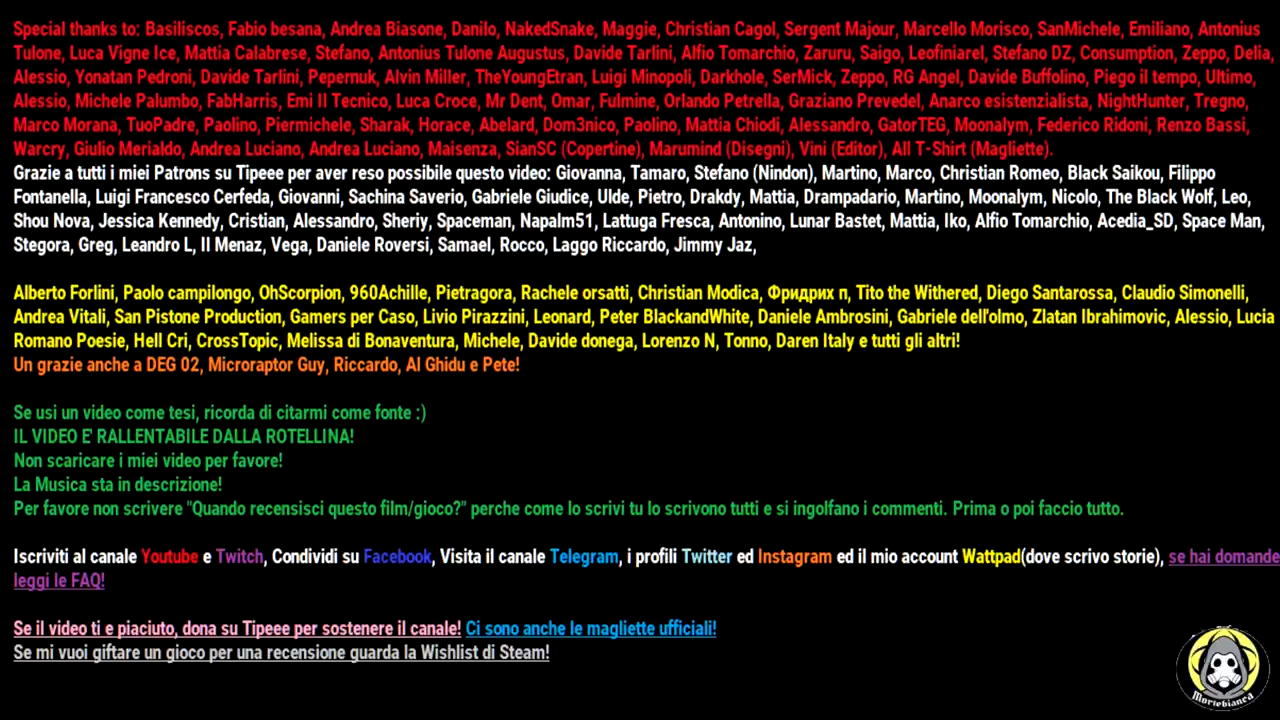 Special thanks to: Basiliscos, Fabio besana, Andrea Biasone, Danilo, NakedSnake, Maggie, Christian Cagol, Sergent Majour, Marcello Morisco, SanMichele, Emiliano, Antonius
Tulone, Luca Vigne Ice, Mattia Calabrese, Stefano, Antonius Tulone Augustus, Davide Tarlini, Alfio Tomarchio, Zaruru, Saigo, Leofiniarel, Stefano DZ, Consumption, Zeppo, Delia,
Alessio, Yonatan Pedroni, Davide Tarlini, Pepernuk, Alvin Miller, TheYoungEtran, Luigi Minopoli, Darkhole, SerMick, Zeppo, RG Angel, Davide Buffolino, Piego il tempo, Ultimo,
Alessio, Michele Palumbo, FabHarris, Emi Il Tecnico, Luca Croce, Mr Dent, Omar, Fulmine, Orlando Petrella, Graziano Prevedel, Anarco esistenzialista, NightHunter, Tregno,
Marco Morana, TuoPadre, Paolino, Piermichele, Sharak, Horace, Abelard, Dom3nico, Paolino, Mattia Chiodi, Alessandro, GatorTEG, Moonalym, Federico Ridoni, Renzo Bassi,
Warcry, Giulio Merialdo, Andrea Luciano, Andrea Luciano, Maisenza, SianSC (Copertine), Marumind (Disegni), Vini (Editor), All T-Shirt (Magliette).
Grazie a tutti i miei Patrons su Tipeee per aver reso possibile questo video: Giovanna, Tamaro, Stefano (Nindon), Martino, Marco, Christian Romeo, Black Saikou, Filippo
Fontanella, Luigi Francesco Cerfeda, Giovanni, Sachina Saverio, Gabriele Giudice, Ulde, Pietro, Drakdy, Mattia, Drampadario, Martino, Moonalym, Nicolo, The Black Wolf, Leo,
Shou Nova, Jessica Kennedy, Cristian, Alessandro, Sheriy, Spaceman, Napalm51, Lattuga Fresca, Antonino, Lunar Bastet, Mattia, Iko, Alfio Tomarchio, Acedia_SD, Space Man,
Stegora, Greg, Leandro L, Il Menaz, Vega, Daniele Roversi, Samael, Rocco, Laggo Riccardo, Jimmy Jaz,
Alberto Forlini, Paolo campilongo, OhScorpion, 960Achille, Pietragora, Rachele orsatti, Christian Modica, Фридрих п, Tito the Withered, Diego Santarossa, Claudio Simonelli,
Andrea Vitali, San Pistone Production, Gamers per Caso, Livio Pirazzini, Leonard, Peter BlackandWhite, Daniele Ambrosini, Gabriele dell'olmo, Zlatan Ibrahimovic, Alessio, Lucia
Romano Poesie, Hell Cri, CrossTopic, Melissa di Bonaventura, Michele, Davide donega, Lorenzo N, Tonno, Daren Italy e tutti gli altri!
Un grazie anche a DEG 02, Microraptor Guy, Riccardo, Al Ghidu e Pete!
Se usi un video come tesi, ricorda di citarmi come fonte :)
IL VIDEO E' RALLENTABILE DALLA ROTELLINA!
Non scaricare i miei video per favore!
La Musica sta in descrizione!
Per favore non scrivere "Quando recensisci questo film/gioco?" perche come lo scrivi tu lo scrivono tutti e si ingolfano i commenti. Prima o poi faccio tutto.
Iscriviti al canale Youtube e Twitch, Condividi su Facebook, Visita il canale Telegram, i profili Twitter ed Instagram ed il mio account Wattpad(dove scrivo storie), se hai domande
leggi le FAQ!
Se il video ti e piaciuto, dona su Tipeee per sostenere il canale! Ci sono anche le magliette ufficiali!
Se mi vuoi giftare un gioco per una recensione guarda la Wishlist di Steam!
Mortebianca